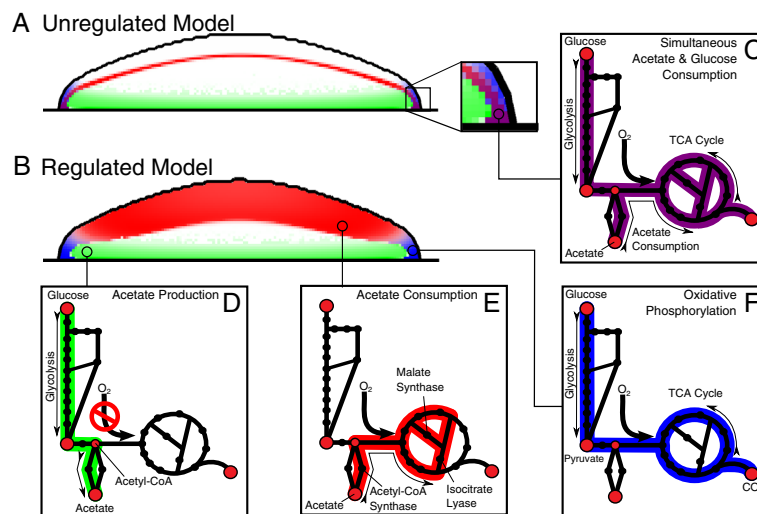 A Unregulated Model
B Regulated Model
C
Simultaneous
Acetate & Glucose
Consumption
Glucose
Glycolysis
O2
TCA Cycle
Acetate
Acetate
Consumption
D
Acetate Production
Glucose
Glycolysis
O2
Acetyl-CoA
Acetate
E
Acetate Consumption
O2
Malate
Synthase
Acetate
Acetyl-CoA
Synthase
Isocitrate
Lyase
F
Oxidative
Phosphorylation
Glucose
Glycolysis
O2
TCA Cycle
Pyruvate
CO